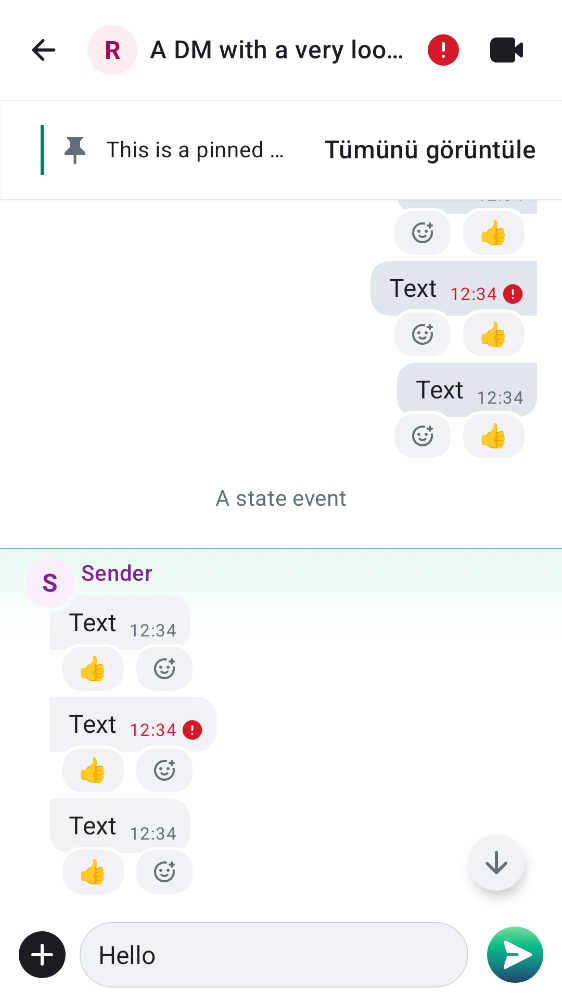 R
A DM with a very loo...
This is a pinned ...
Tümünü görüntüle
Text 12:34
Text 12:34
A state event
S
Sender
Text 12:34
Text 12:34
Text 12:34
Hello